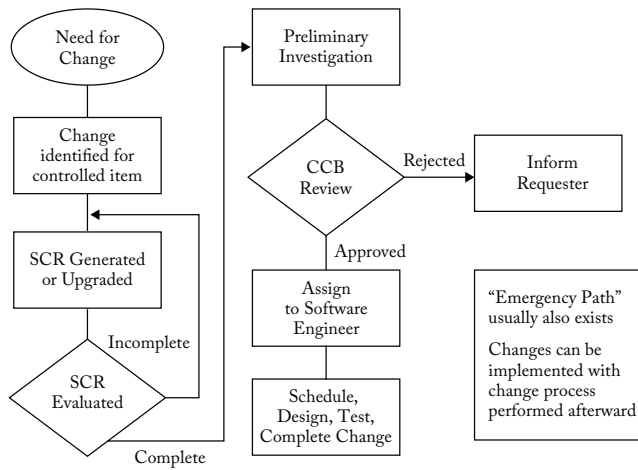 Need for
Change
Change
identified for
controlled item
SCR Generated
or Upgraded
Incomplete
SCR
Evaluated
Complete
Preliminary
Investigation
CCB
Review
Rejected
Inform
Requester
Approved
Assign
to Software
Engineer
Schedule,
Design, Test,
Complete Change
“Emergency Path”
usually also exists
Changes can be
implemented with
change process
performed afterward